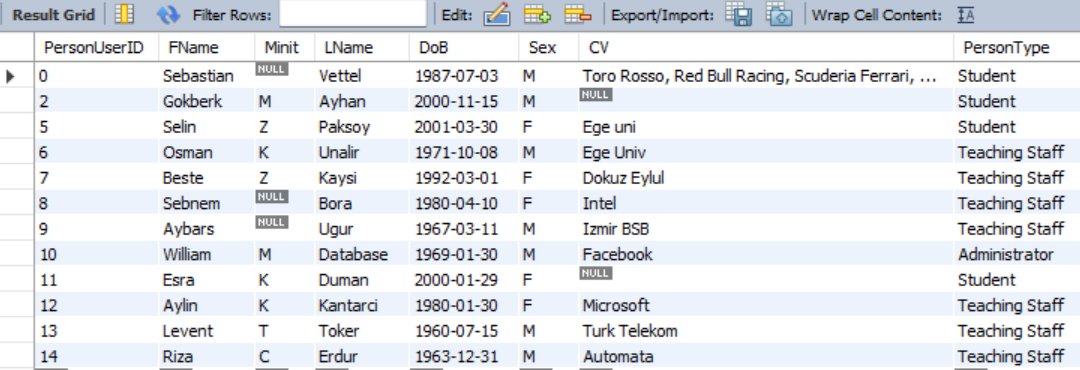 Result Grid Filter Rows: Edit: Export/Import: Wrap Cell Content: IA
PersonUserID FName Minit LName DoB Sex CV PersonType
0 Sebastian NULL Vettel 1987-07-03 M Toro Rosso, Red Bull Racing, Scuderia Ferrari, ... Student
2 Gokberk M Ayhan 2000-11-15 M NULL Student
5 Selin Z Paksoy 2001-03-30 F Ege uni Student
6 Osman K Unalir 1971-10-08 M Ege Univ Teaching Staff
7 Beste Z Kaysi 1992-03-01 F Dokuz Eylul Teaching Staff
8 Sebnem NULL Bora 1980-04-10 F Intel Teaching Staff
9 Aybars NULL Ugur 1967-03-11 M Izmir BSB Teaching Staff
10 William M Database 1969-01-30 M Facebook Administrator
11 Esra K Duman 2000-01-29 F NULL Student
12 Aylin K Kantarci 1980-01-30 F Microsoft Teaching Staff
13 Levent T Toker 1960-07-15 M Turk Telekom Teaching Staff
14 Riza C Erdur 1963-12-31 M Automata Teaching Staff